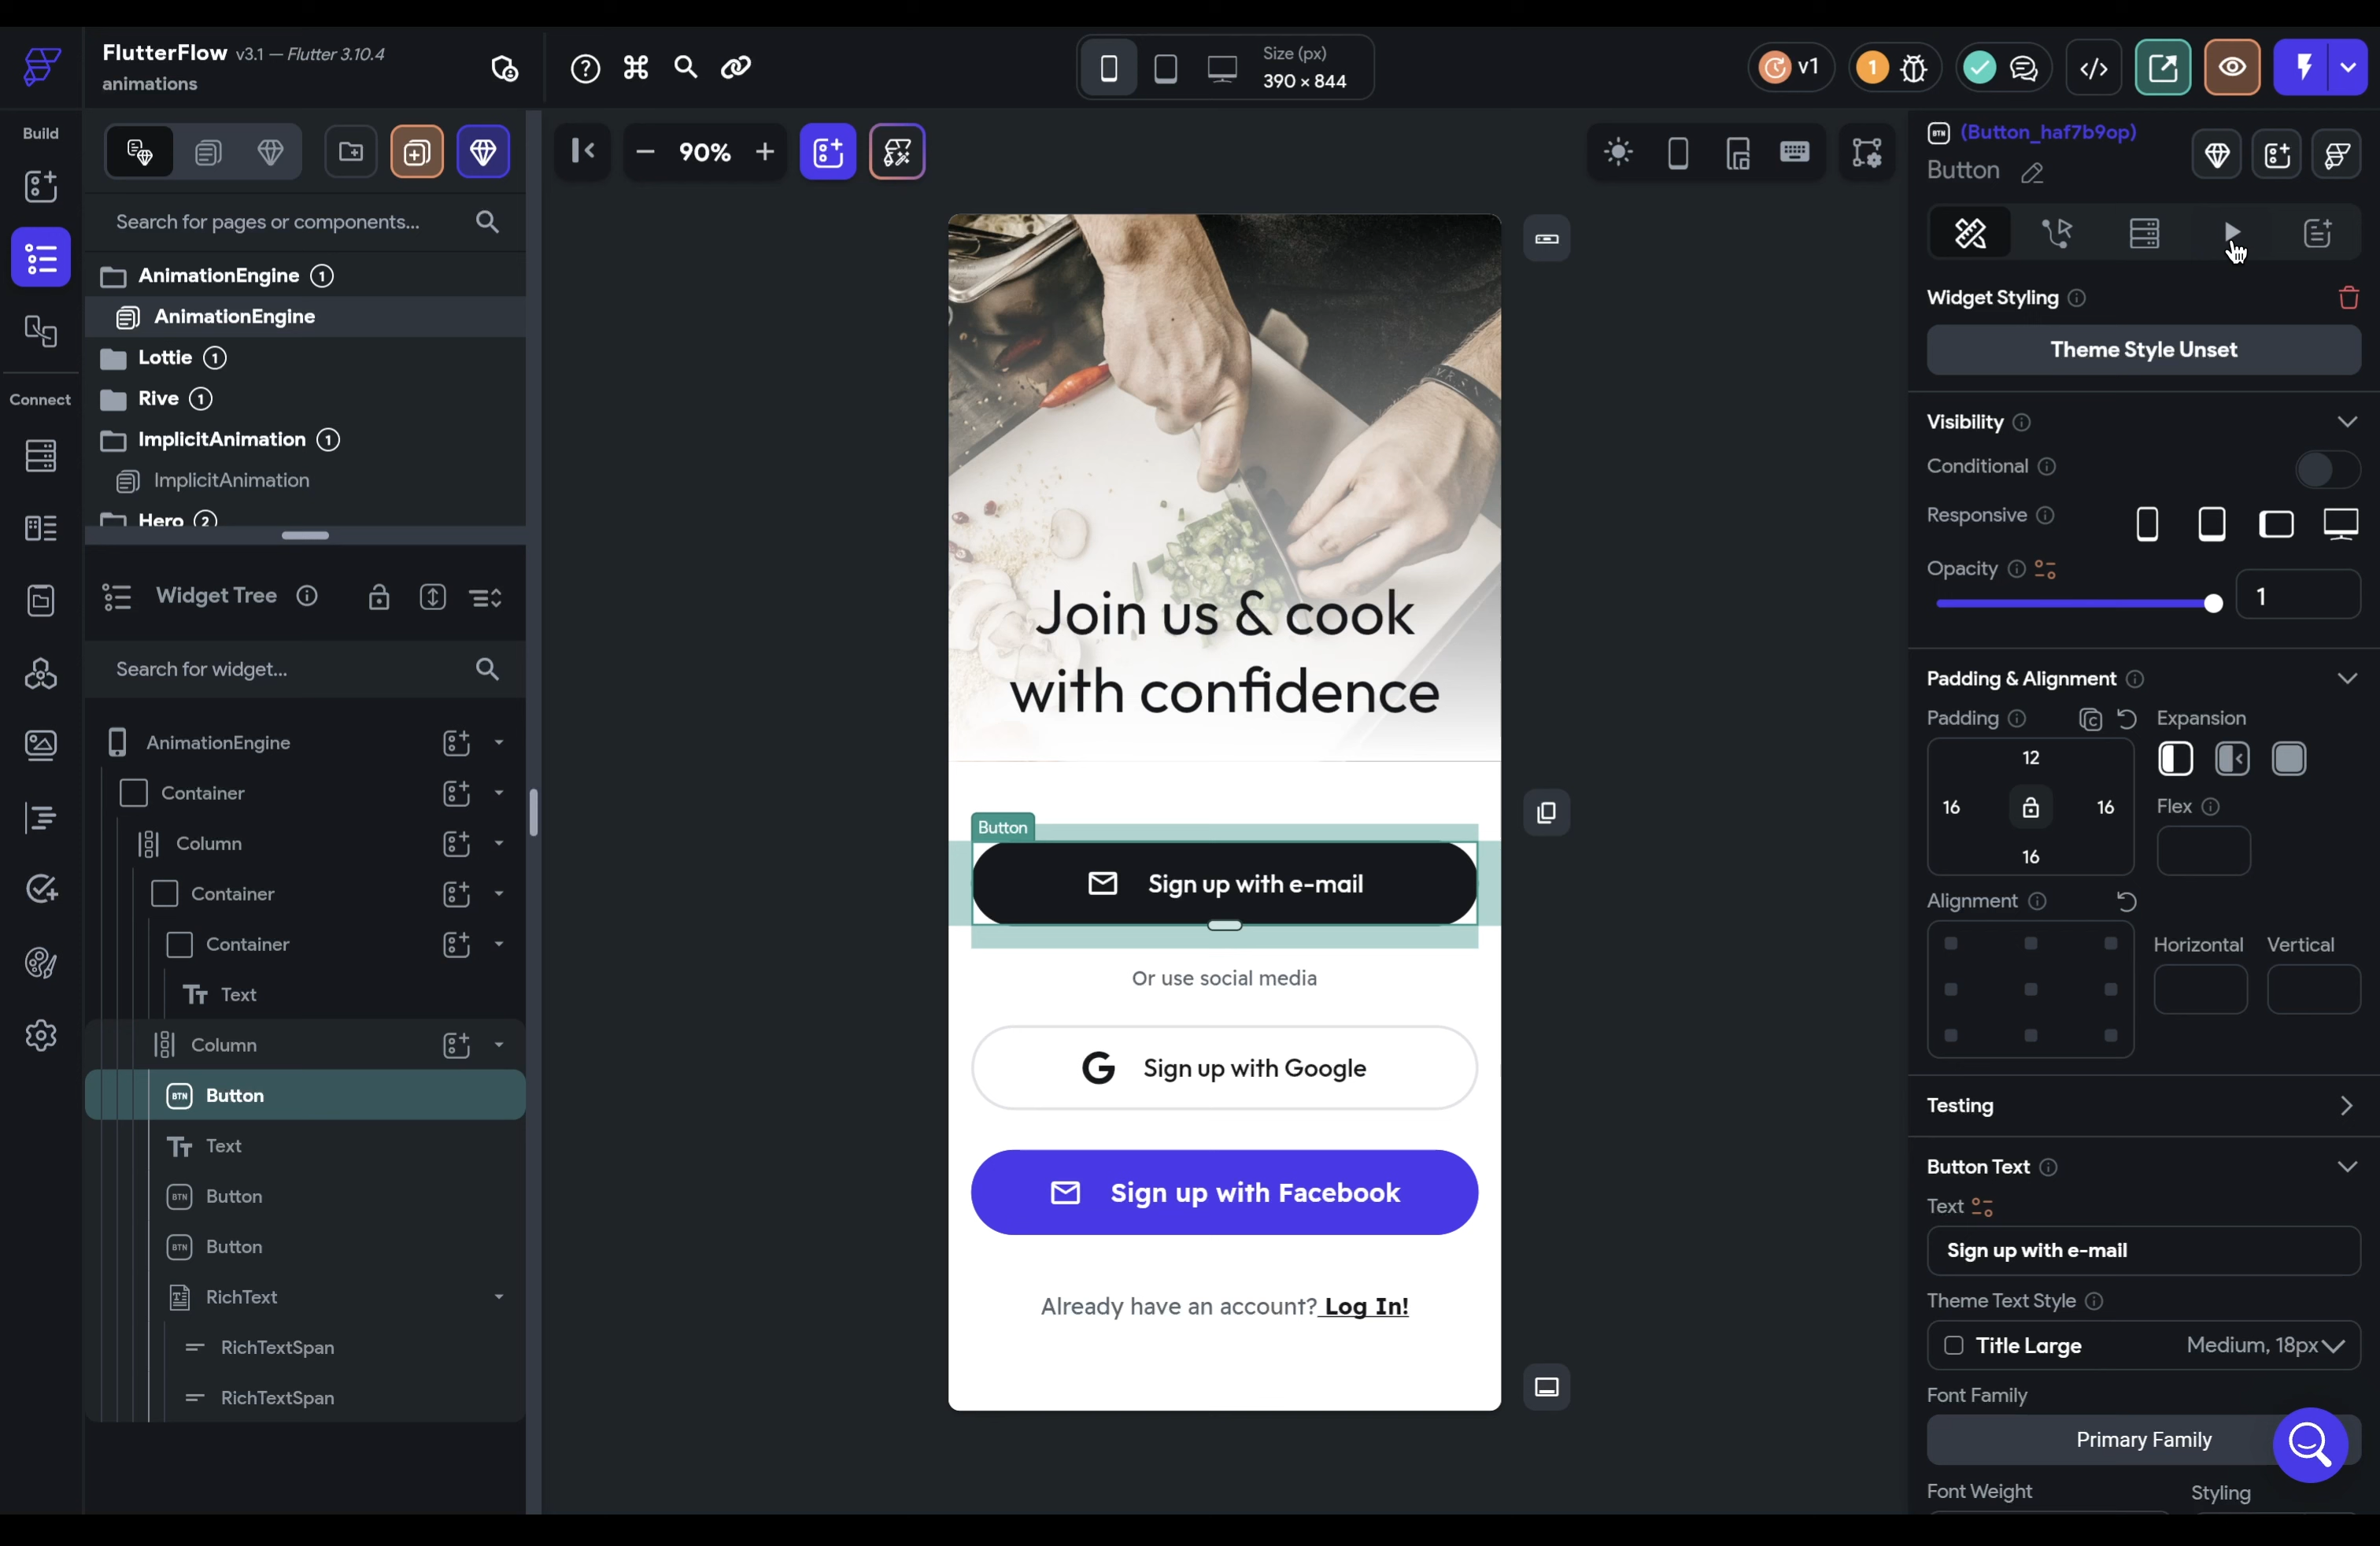 FlutterFlow v3.1 — Flutter 3.10.4
animations
Size (px)
390 × 844
v1
1
Build
Connect
Search for pages or components...
AnimationEngine 1
AnimationEngine
Lottie 1
Rive 1
ImplicitAnimation 1
ImplicitAnimation
Hero 2
Widget Tree
Search for widget...
AnimationEngine
Container
Column
Container
Container
Text
Column
BTN Button
Text
BTN Button
BTN Button
RichText
RichTextSpan
RichTextSpan
90%
Join us & cook
with confidence
Button
Sign up with e-mail
Or use social media
Sign up with Google
Sign up with Facebook
Already have an account? Log In!
BTN (Button_haf7b9op)
Button
Widget Styling
Theme Style Unset
Visibility
Conditional
Responsive
Opacity
1
Padding & Alignment
Padding
Expansion
12
16
16
16
Flex
Alignment
Horizontal Vertical
Testing
Button Text
Text
Sign up with e-mail
Theme Text Style
Title Large Medium, 18px
Font Family
Primary Family
Font Weight Styling